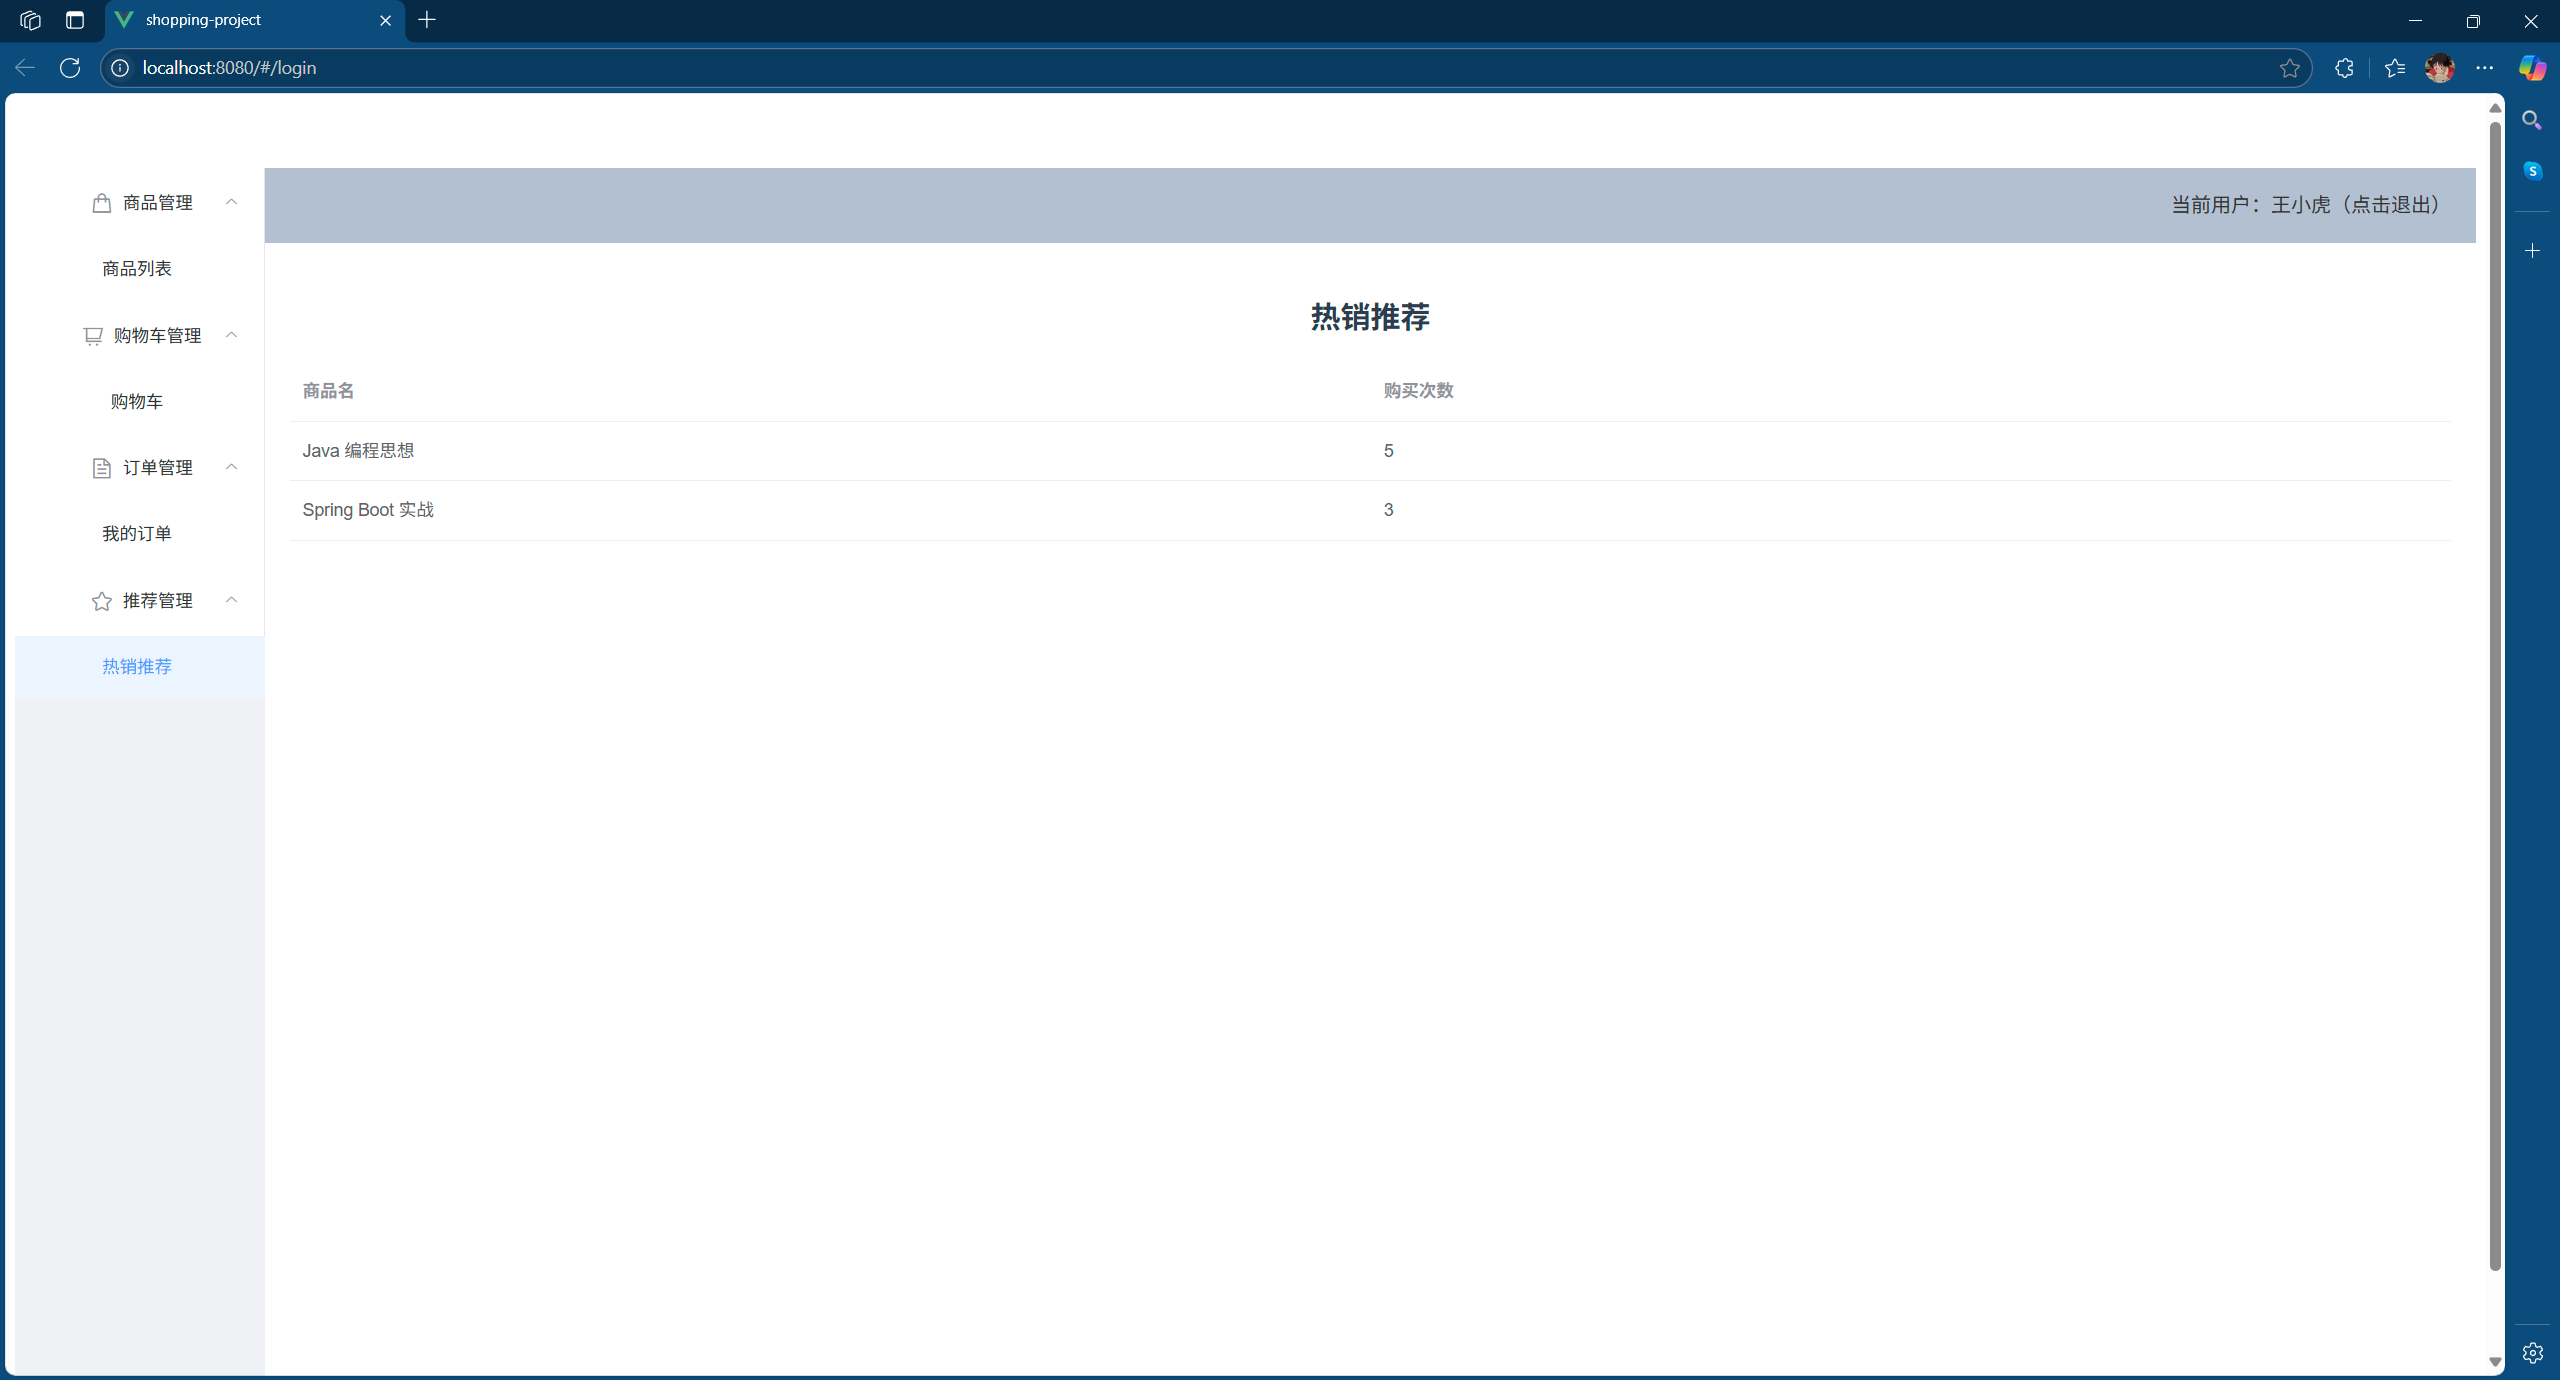 shopping-project
localhost:8080/#/login
当前用户：王小虎（点击退出）
商品管理
商品列表
购物车管理
购物车
订单管理
我的订单
推荐管理
热销推荐
热销推荐
商品名 购买次数
Java 编程思想 5
Spring Boot 实战 3